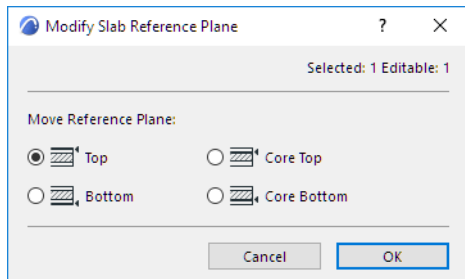 Modify Slab Reference Plane ?
Selected: 1 Editable: 1
Move Reference Plane:
Top Core Top
Bottom Core Bottom
Cancel OK